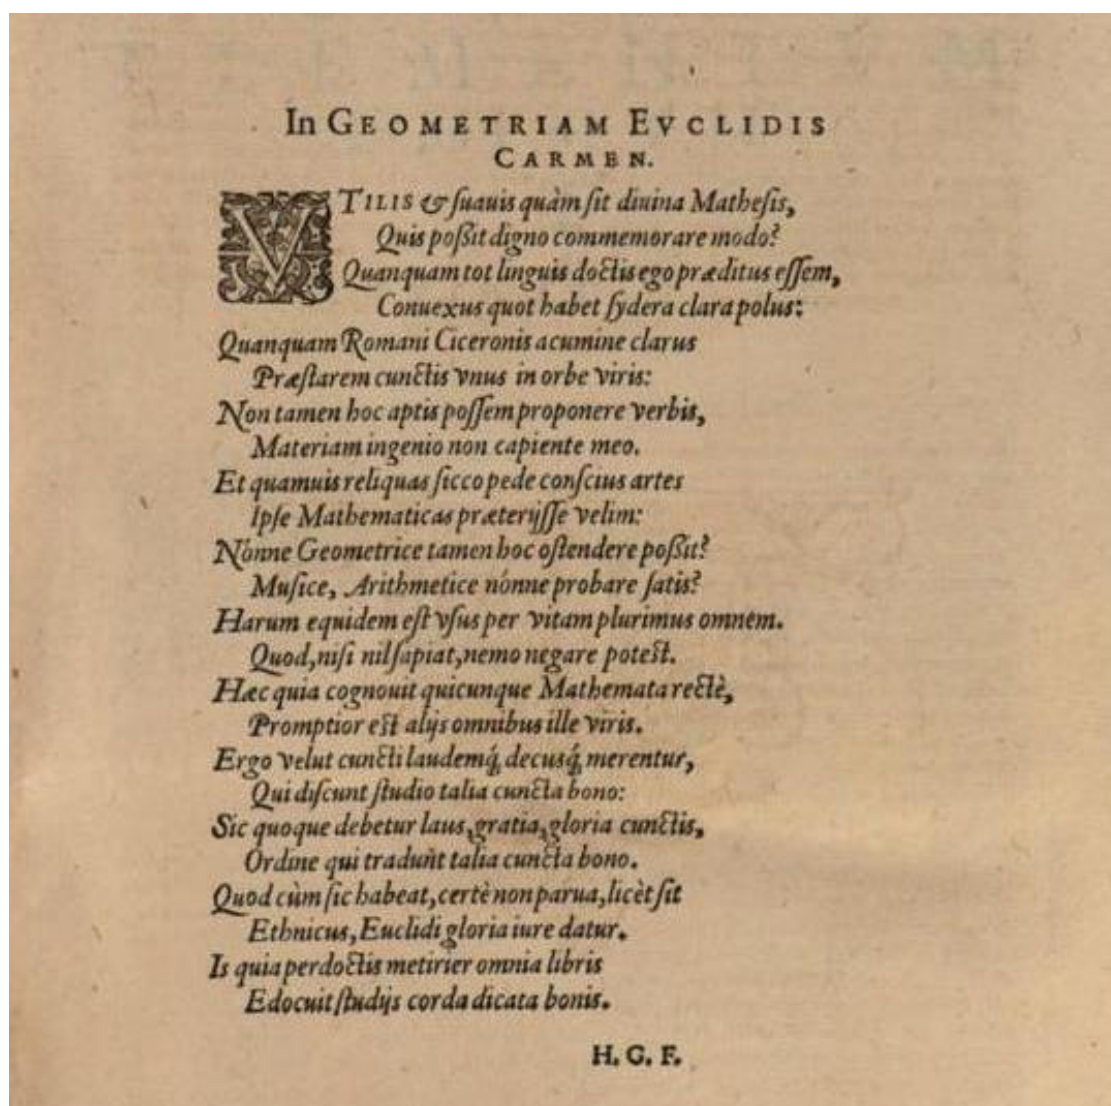 In GEOMETRIAM EVCLIDIS
CARMEN.
VTILIS & ſuauis quàm ſit diuina Matheſis,
Quis poßit digno commemorare modo?
Quanquam tot linguis doctis ego præditus eſſem,
Conuexus quot habet ſydera clara polus:
Quanquam Romani Ciceronis acumine clarus
Præſtarem cunctis vnus in orbe viris:
Non tamen hoc aptis poſſem proponere verbis,
Materiam ingenio non capiente meo.
Et quamuis reliquas ſicco pede conſcius artes
Ipſe Mathematicas præterijſſe velim:
Nónne Geometrice tamen hoc oſtendere poßit?
Muſice, Arithmetice nónne probare ſatis?
Harum equidem eſt vſus per vitam plurimus omnem.
Quod, niſi nil ſapiat, nemo negare poteſt.
Hæc quia cognouit quicunque Mathemata rectè,
Promptior eſt alijs omnibus ille viris.
Ergo velut cuncti laudemq́, decusq́, merentur,
Qui diſcunt ſtudio talia cuncta bono:
Sic quoque debetur laus, gratia, gloria cunctis,
Ordine qui tradunt talia cuncta bono.
Quod cùm ſic habeat, certè non parua, licèt ſit
Ethnicus, Euclidi gloria iure datur.
Is quia perdoctis metirier omnia libris
Edocuit ſtudijs corda dicata bonis.
H. G. F.